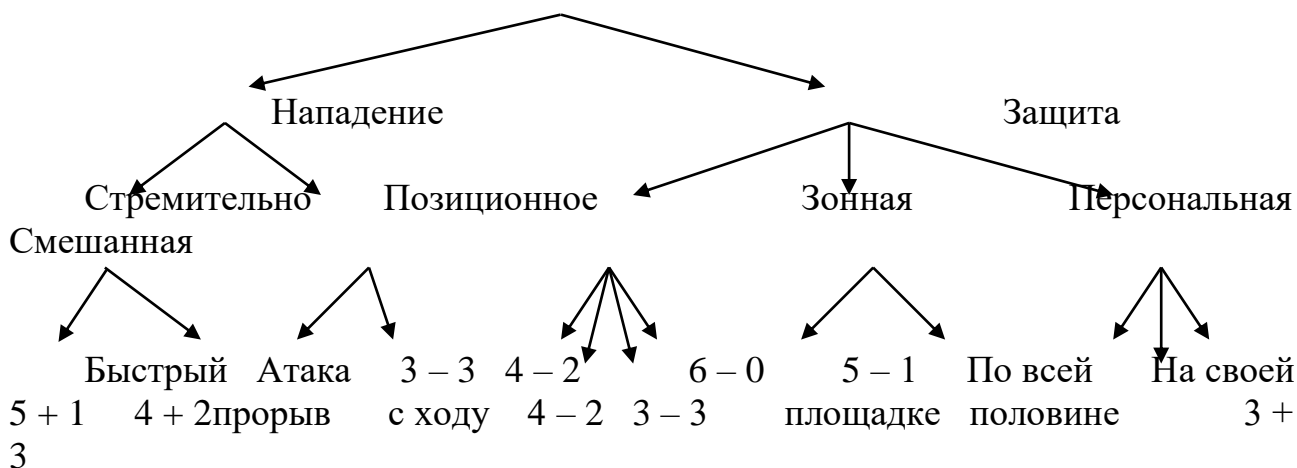 Нападение Защита
Стремительно Позиционное Зонная Персональная
Смешанная
Быстрый Атака 3 – 3 4 – 2 6 – 0 5 – 1 По всей На своей
5 + 1 4 + 2прорыв с ходу 4 – 2 3 – 3 площадке половине 3 +
3